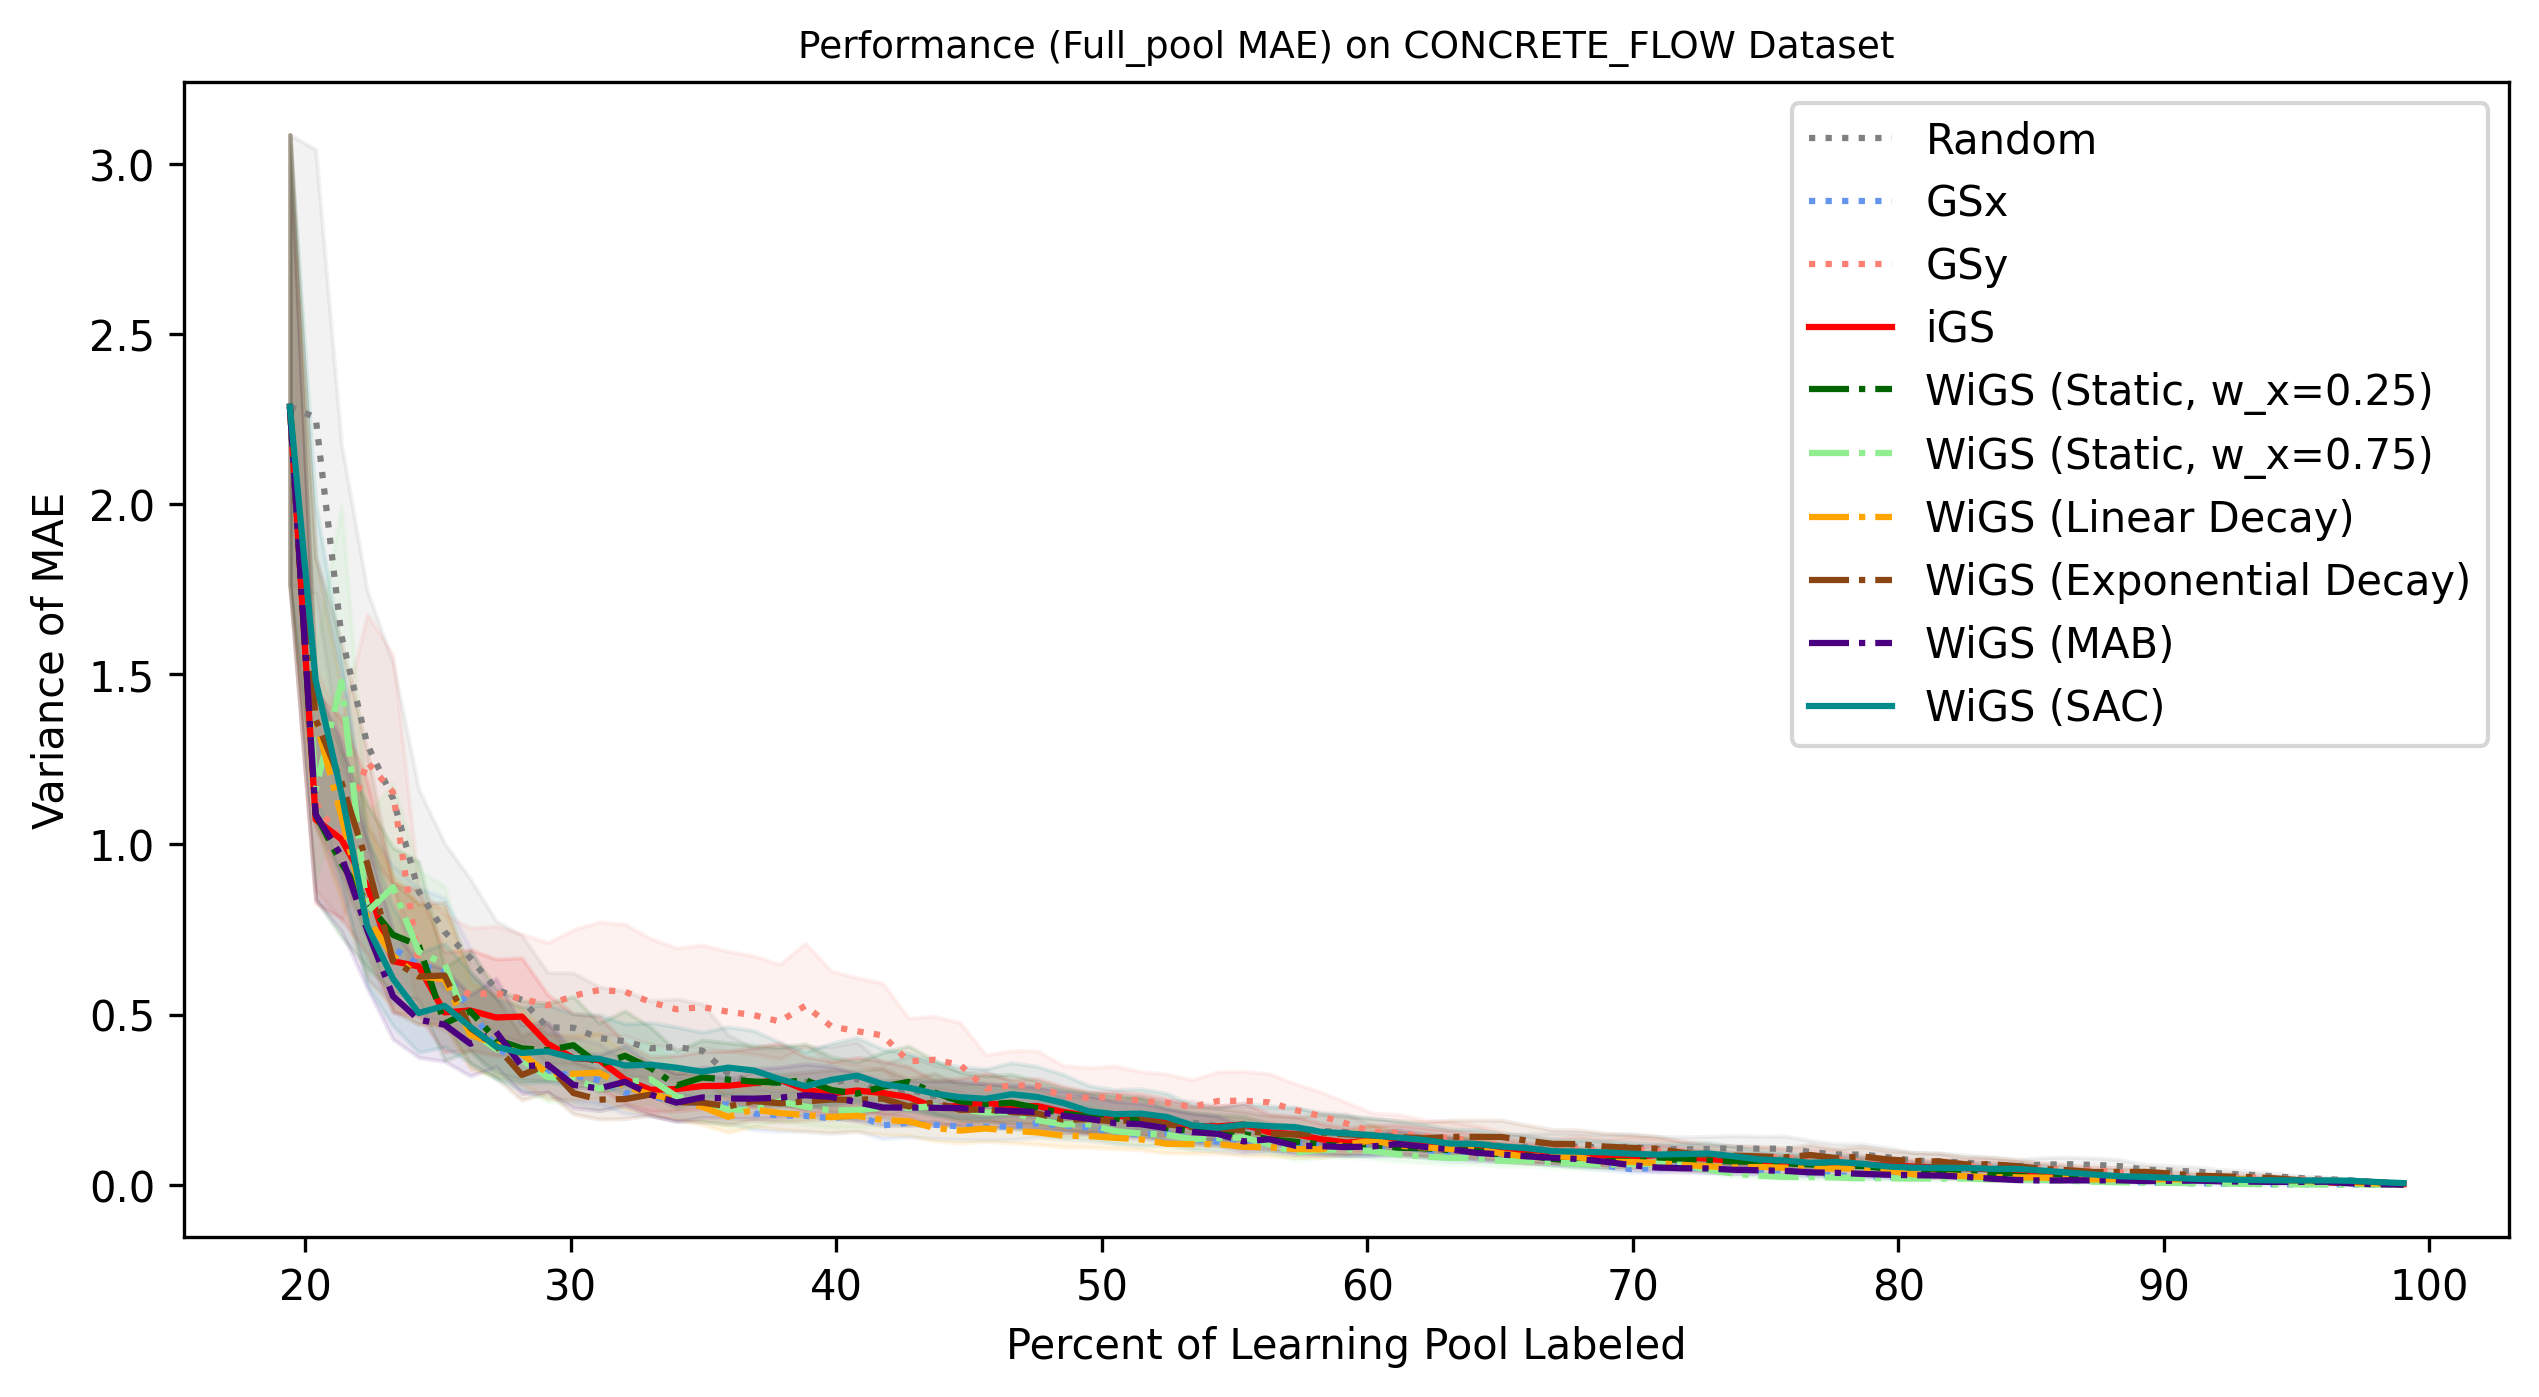 Performance (Full_pool MAE) on CONCRETE_FLOW Dataset
Variance of MAE
3.0
2.5
2.0
1.5
1.0
0.5
0.0
Random
GSx
GSy
iGS
WiGS (Static, w_x=0.25)
WiGS (Static, w_x=0.75)
WiGS (Linear Decay)
WiGS (Exponential Decay)
WiGS (MAB)
WiGS (SAC)
20 30 40 50 60 70 80 90 100
Percent of Learning Pool Labeled